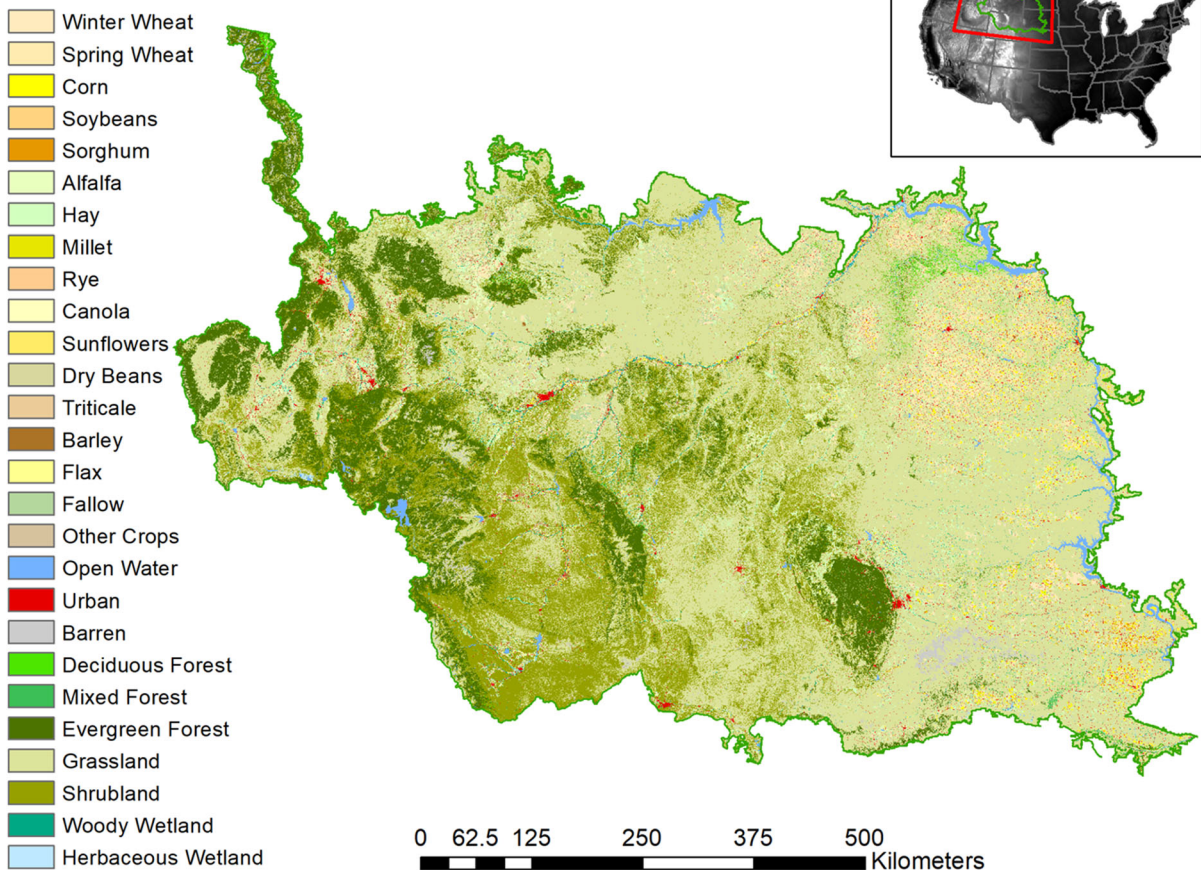 Winter Wheat
Spring Wheat
Corn
Soybeans
Sorghum
Alfalfa
Hay
Millet
Rye
Canola
Sunflowers
Dry Beans
Triticale
Barley
Flax
Fallow
Other Crops
Open Water
Urban
Barren
Deciduous Forest
Mixed Forest
Evergreen Forest
Grassland
Shrubland
Woody Wetland
Herbaceous Wetland
0 62.5 125 250 375 500
Kilometers